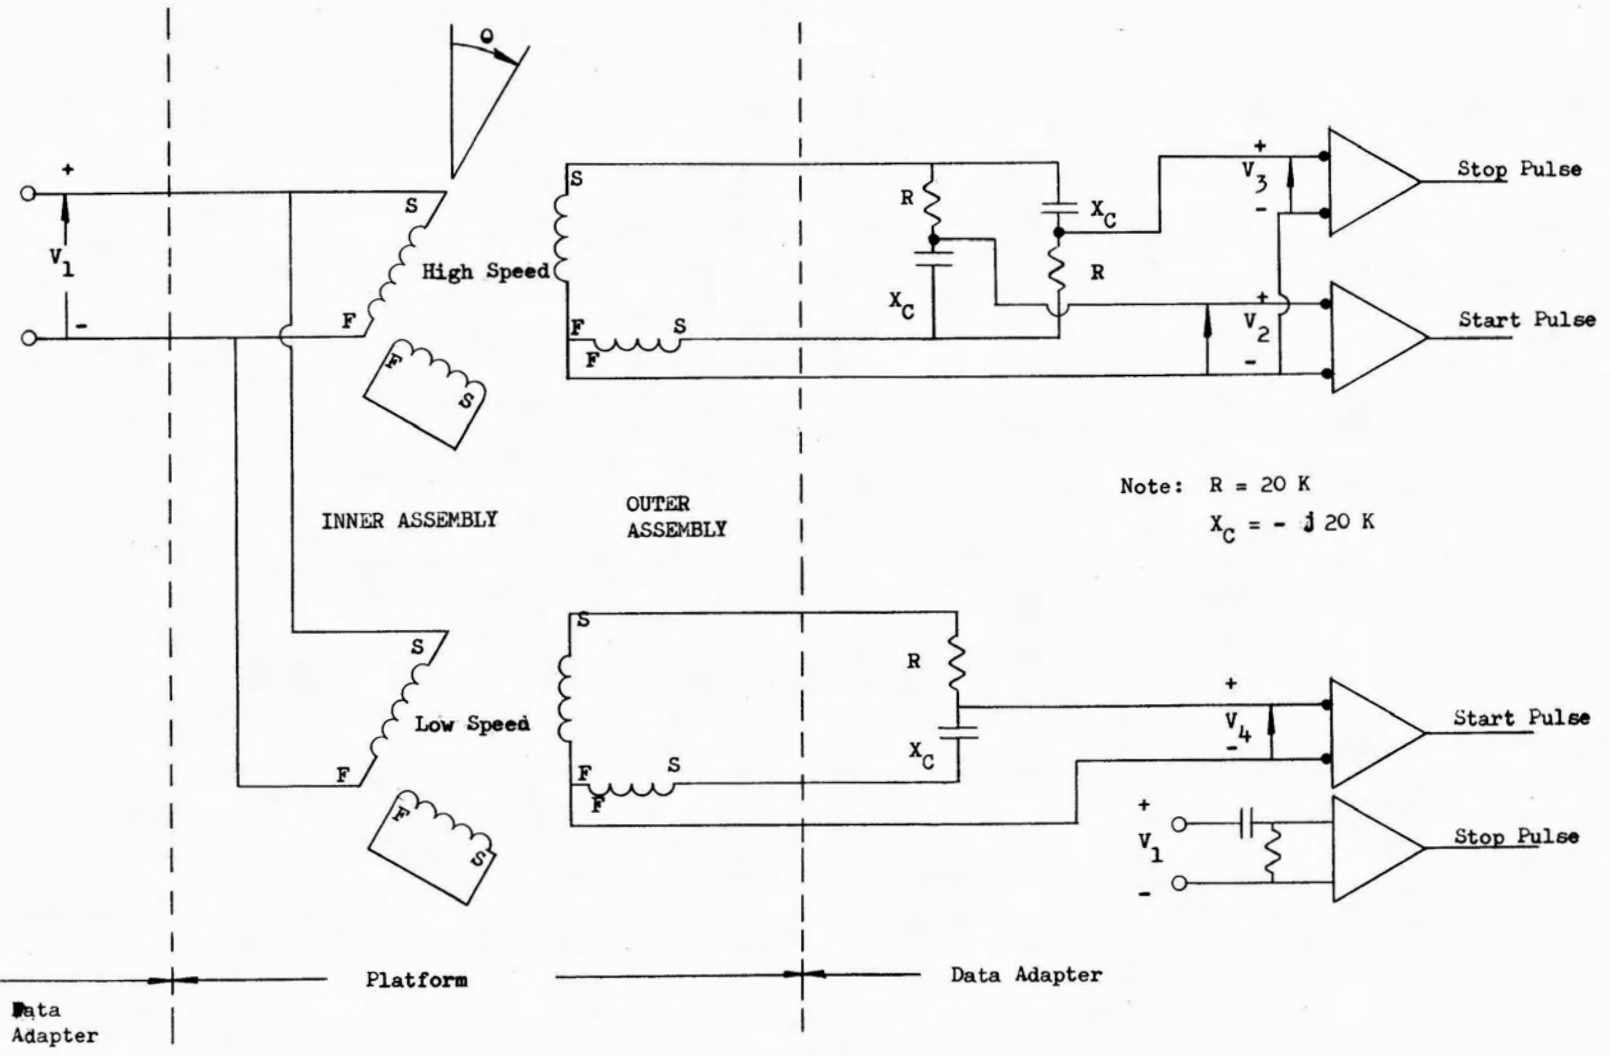 θ
+
S
V1
High Speed
-
F
F
S
S
F
S
F
R
XC
XC
R
+
V3
-
Stop Pulse
+
V2
-
Start Pulse
INNER ASSEMBLY
OUTER
ASSEMBLY
Note: R = 20 K
XC = - j 20 K
S
Low Speed
F
F
S
S
F
S
F
R
XC
+
V4
-
Start Pulse
+
V1
-
Stop Pulse
Platform
Data Adapter
Data
Adapter